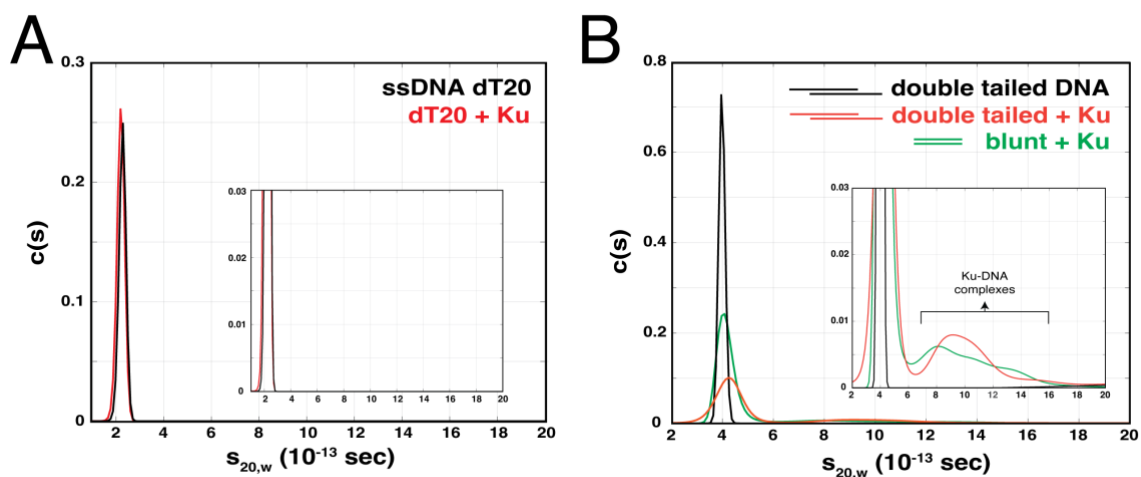 A
0.3
0.2
0.1
0
c(s)
ssDNA dT20
dT20 + Ku
0.03
0.02
0.01
0
2 4 6 8 10 12 14 16 18 20
2 4 6 8 10 12 14 16 18 20
s20,w (10-13 sec)
B
0.8
0.6
0.4
0.2
0
c(s)
double tailed DNA
double tailed + Ku
blunt + Ku
0.03
0.02
0.01
0
Ku-DNA
complexes
2 4 6 8 10 12 14 16 18 20
2 4 6 8 10 12 14 16 18 20
s20,w (10-13 sec)